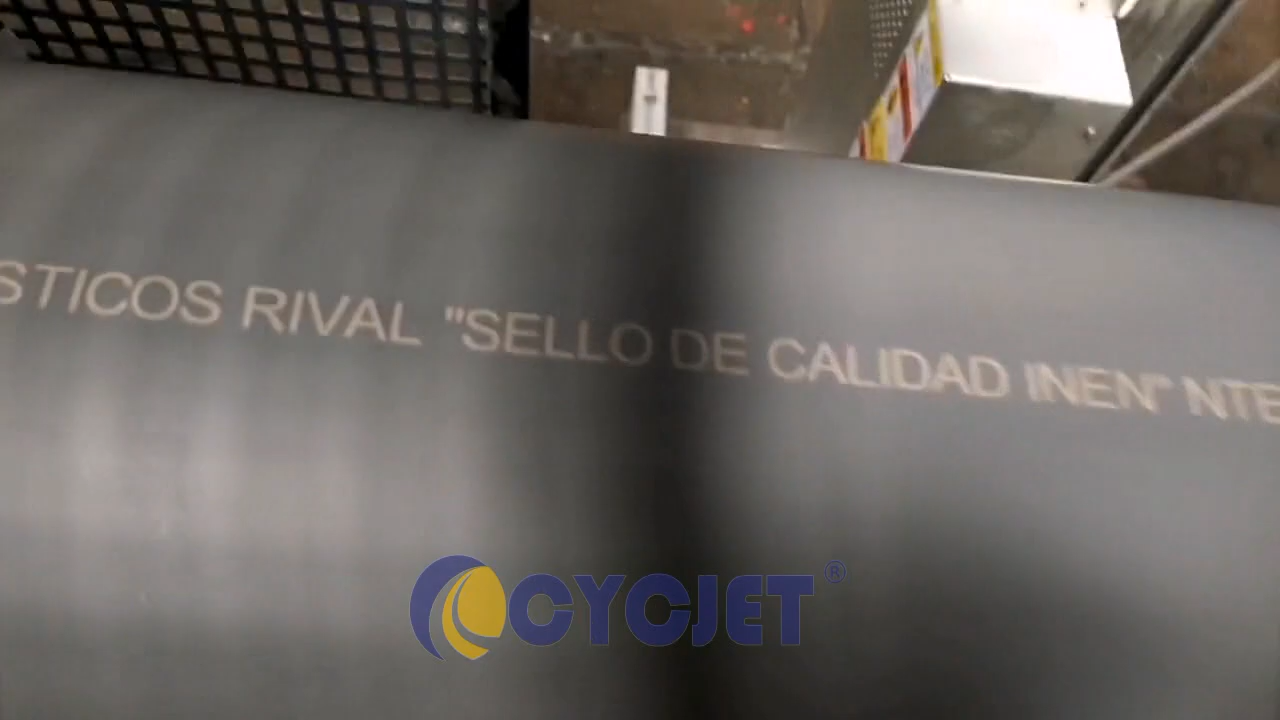 STICOS RIVAL "SELLO DE CALIDAD INEN" NTE
CYCJET®